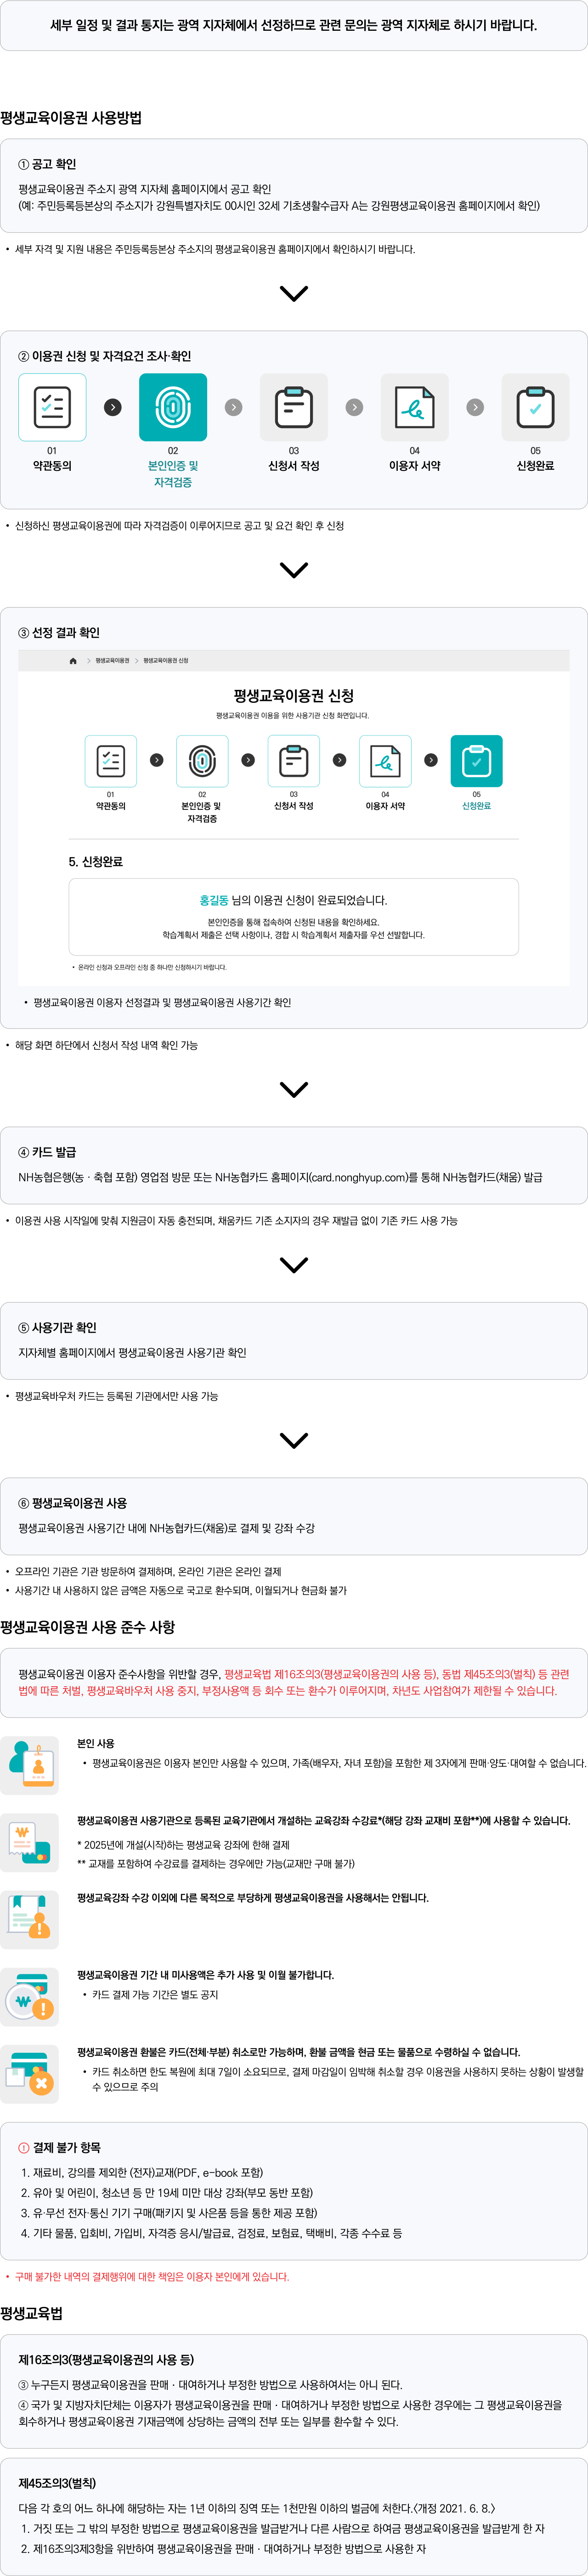 세부 일정 및 결과 통지는 광역 지자체에서 선정하므로 관련 문의는 광역 지자체로 하시기 바랍니다.
평생교육이용권 사용방법
① 공고 확인
평생교육이용권 주소지 광역 지자체 홈페이지에서 공고 확인
(예: 주민등록등본상의 주소지가 강원특별자치도 00시인 32세 기초생활수급자 A는 강원평생교육이용권 홈페이지에서 확인)
• 세부 자격 및 지원 내용은 주민등록등본상 주소지의 평생교육이용권 홈페이지에서 확인하시기 바랍니다.
② 이용권 신청 및 자격요건 조사·확인
01 02 03 04 05
약관동의 본인인증 및 신청서 작성 이용자 서약 신청완료
자격검증
• 신청하신 평생교육이용권에 따라 자격검증이 이루어지므로 공고 및 요건 확인 후 신청
③ 선정 결과 확인
평생교육이용권 평생교육이용권 신청
평생교육이용권 신청
평생교육이용권 이용을 위한 사용기관 신청 화면입니다.
01 02 03 04 05
약관동의 본인인증 및 신청서 작성 이용자 서약 신청완료
자격검증
5. 신청완료
홍길동 님의 이용권 신청이 완료되었습니다.
본인인증을 통해 접속하여 신청된 내용을 확인하세요.
학습계획서 제출은 선택 사항이나, 경합 시 학습계획서 제출자를 우선 선발합니다.
• 온라인 신청과 오프라인 신청 중 하나만 신청하시기 바랍니다.
• 평생교육이용권 이용자 선정결과 및 평생교육이용권 사용기간 확인
• 해당 화면 하단에서 신청서 작성 내역 확인 가능
④ 카드 발급
NH농협은행(농ㆍ축협 포함) 영업점 방문 또는 NH농협카드 홈페이지(card.nonghyup.com)를 통해 NH농협카드(채움) 발급
• 이용권 사용 시작일에 맞춰 지원금이 자동 충전되며, 채움카드 기존 소지자의 경우 재발급 없이 기존 카드 사용 가능
⑤ 사용기관 확인
지자체별 홈페이지에서 평생교육이용권 사용기관 확인
• 평생교육바우처 카드는 등록된 기관에서만 사용 가능
⑥ 평생교육이용권 사용
평생교육이용권 사용기간 내에 NH농협카드(채움)로 결제 및 강좌 수강
• 오프라인 기관은 기관 방문하여 결제하며, 온라인 기관은 온라인 결제
• 사용기간 내 사용하지 않은 금액은 자동으로 국고로 환수되며, 이월되거나 현금화 불가
평생교육이용권 사용 준수 사항
평생교육이용권 이용자 준수사항을 위반할 경우, 평생교육법 제16조의3(평생교육이용권의 사용 등), 동법 제45조의3(벌칙) 등 관련
법에 따른 처벌, 평생교육바우처 사용 중지, 부정사용액 등 회수 또는 환수가 이루어지며, 차년도 사업참여가 제한될 수 있습니다.
본인 사용
• 평생교육이용권은 이용자 본인만 사용할 수 있으며, 가족(배우자, 자녀 포함)을 포함한 제 3자에게 판매·양도·대여할 수 없습니다.
평생교육이용권 사용기관으로 등록된 교육기관에서 개설하는 교육강좌 수강료*(해당 강좌 교재비 포함**)에 사용할 수 있습니다.
* 2025년에 개설(시작)하는 평생교육 강좌에 한해 결제
** 교재를 포함하여 수강료를 결제하는 경우에만 가능(교재만 구매 불가)
평생교육강좌 수강 이외에 다른 목적으로 부당하게 평생교육이용권을 사용해서는 안됩니다.
평생교육이용권 기간 내 미사용액은 추가 사용 및 이월 불가합니다.
• 카드 결제 가능 기간은 별도 공지
평생교육이용권 환불은 카드(전체·부분) 취소로만 가능하며, 환불 금액을 현금 또는 물품으로 수령하실 수 없습니다.
• 카드 취소하면 한도 복원에 최대 7일이 소요되므로, 결제 마감일이 임박해 취소할 경우 이용권을 사용하지 못하는 상황이 발생할
수 있으므로 주의
결제 불가 항목
1. 재료비, 강의를 제외한 (전자)교재(PDF, e-book 포함)
2. 유아 및 어린이, 청소년 등 만 19세 미만 대상 강좌(부모 동반 포함)
3. 유·무선 전자·통신 기기 구매(패키지 및 사은품 등을 통한 제공 포함)
4. 기타 물품, 입회비, 가입비, 자격증 응시/발급료, 검정료, 보험료, 택배비, 각종 수수료 등
• 구매 불가한 내역의 결제행위에 대한 책임은 이용자 본인에게 있습니다.
평생교육법
제16조의3(평생교육이용권의 사용 등)
③ 누구든지 평생교육이용권을 판매ㆍ대여하거나 부정한 방법으로 사용하여서는 아니 된다.
④ 국가 및 지방자치단체는 이용자가 평생교육이용권을 판매ㆍ대여하거나 부정한 방법으로 사용한 경우에는 그 평생교육이용권을
회수하거나 평생교육이용권 기재금액에 상당하는 금액의 전부 또는 일부를 환수할 수 있다.
제45조의3(벌칙)
다음 각 호의 어느 하나에 해당하는 자는 1년 이하의 징역 또는 1천만원 이하의 벌금에 처한다.<개정 2021. 6. 8.>
1. 거짓 또는 그 밖의 부정한 방법으로 평생교육이용권을 발급받거나 다른 사람으로 하여금 평생교육이용권을 발급받게 한 자
2. 제16조의3제3항을 위반하여 평생교육이용권을 판매ㆍ대여하거나 부정한 방법으로 사용한 자